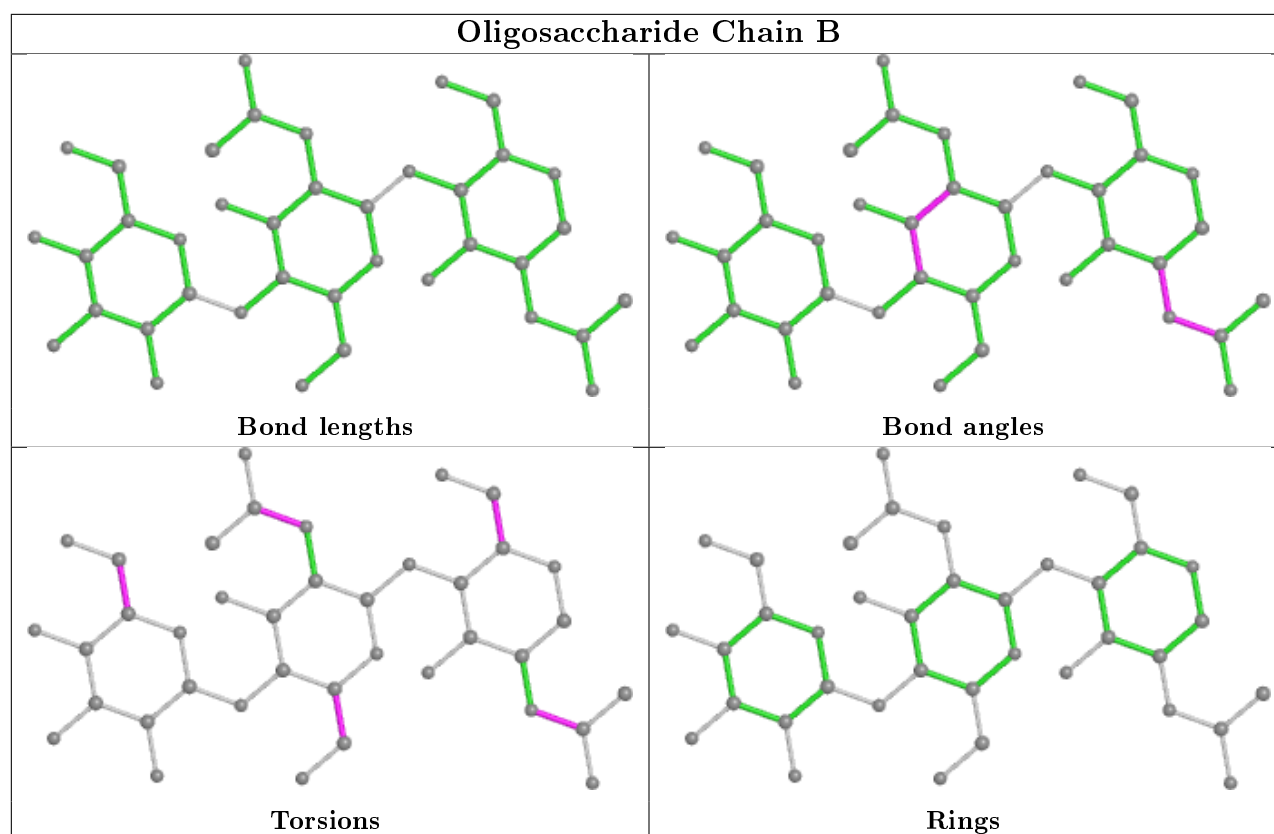 Oligosaccharide Chain B
Bond lengths
Bond angles
Torsions
Rings